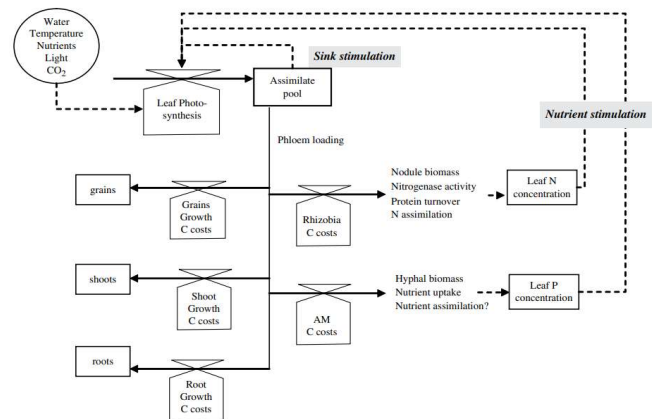 Water
Temperature
Nutrients
Light
CO2
Leaf Photo-
synthesis
Assimilate
pool
Sink stimulation
Nutrient stimulation
Phloem loading
grains
Grains
Growth
C costs
Rhizobia
C costs
Nodule biomass
Nitrogenase activity
Protein turnover
N assimilation
Leaf N
concentration
shoots
Shoot
Growth
C costs
AM
C costs
Hyphal biomass
Nutrient uptake
Nutrient assimilation?
Leaf P
concentration
roots
Root
Growth
C costs